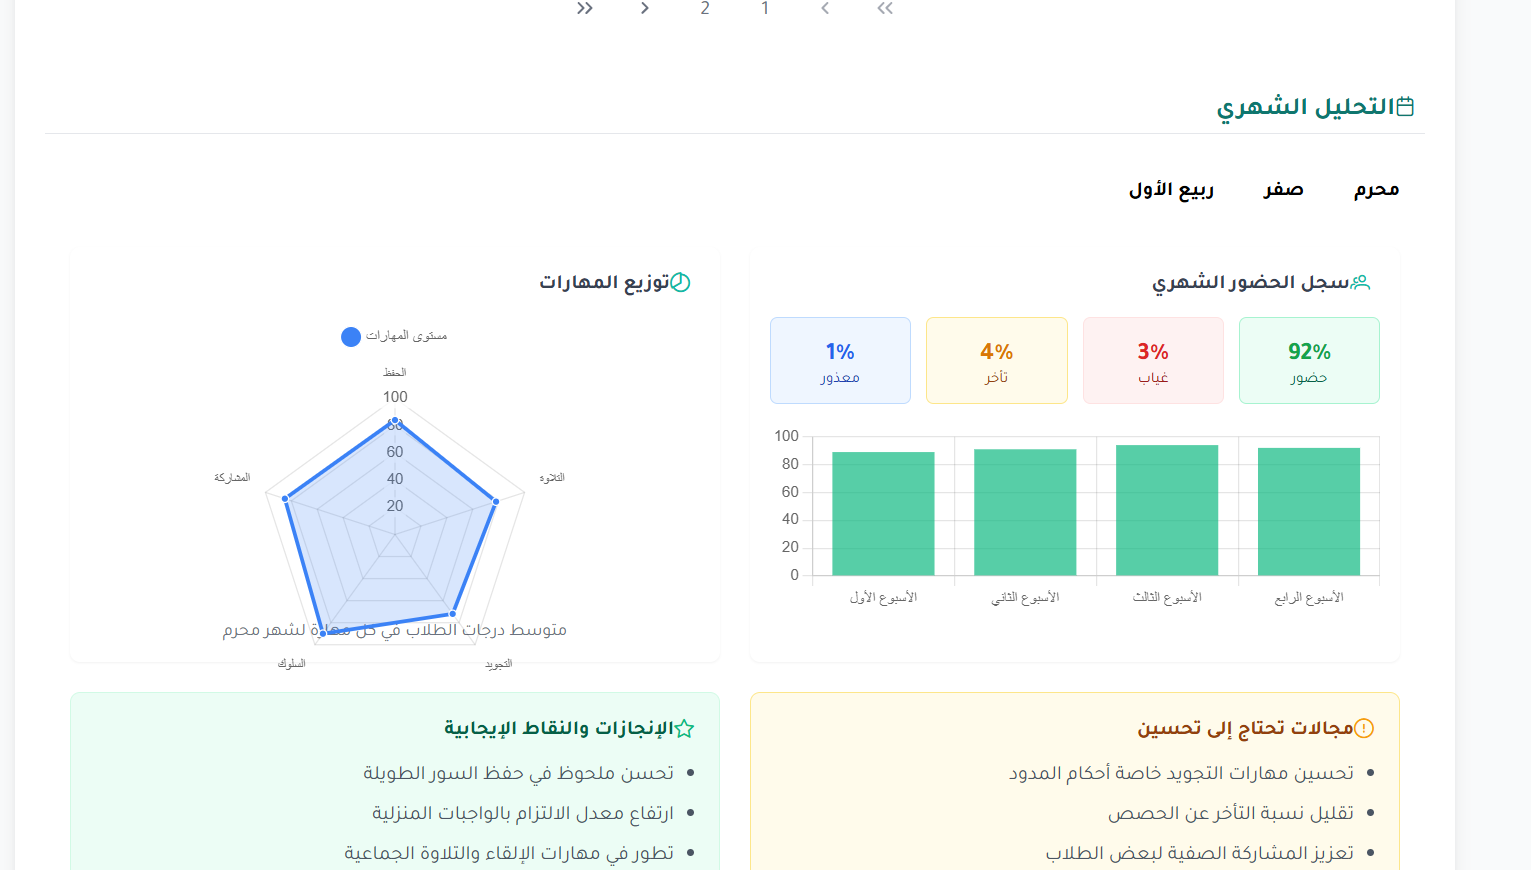 1 2
التحليل الشهري
محرم صفر ربيع الأول
سجل الحضور الشهري
92% 3% 4% 1%
حضور غياب تأخر معذور
100
80
60
40
20
0
الأسبوع الأول الأسبوع الثاني الأسبوع الثالث الأسبوع الرابع
توزيع المهارات
مستوى المهارات
الحفظ
100
80
60
40
20
التلاوة
المشاركة
متوسط درجات الطلاب في كل مهارة لشهر محرم
التجويد
السلوك
مجالات تحتاج إلى تحسين
تحسين مهارات التجويد خاصة أحكام المدود
تقليل نسبة التأخر عن الحصص
تعزيز المشاركة الصفية لبعض الطلاب
الإنجازات والنقاط الإيجابية
تحسن ملحوظ في حفظ السور الطويلة
ارتفاع معدل الالتزام بالواجبات المنزلية
تطور في مهارات الإلقاء والتلاوة الجماعية